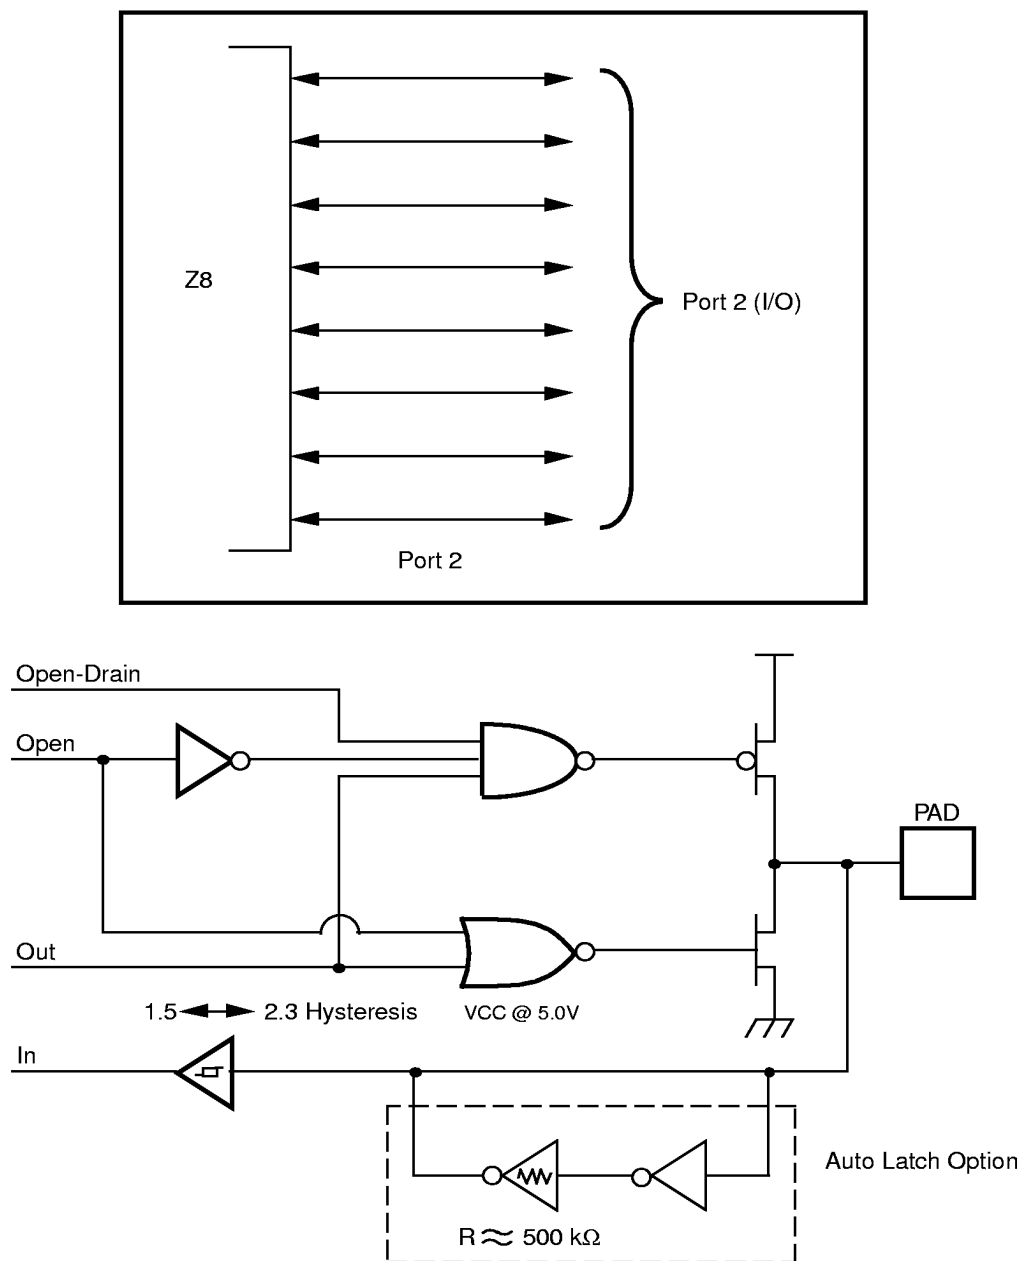 Z8
Port 2 (I/O)
Port 2
Open-Drain
Open
PAD
Out
1.5 2.3 Hysteresis VCC @ 5.0V
In
Auto Latch Option
R ≈ 500 kΩ